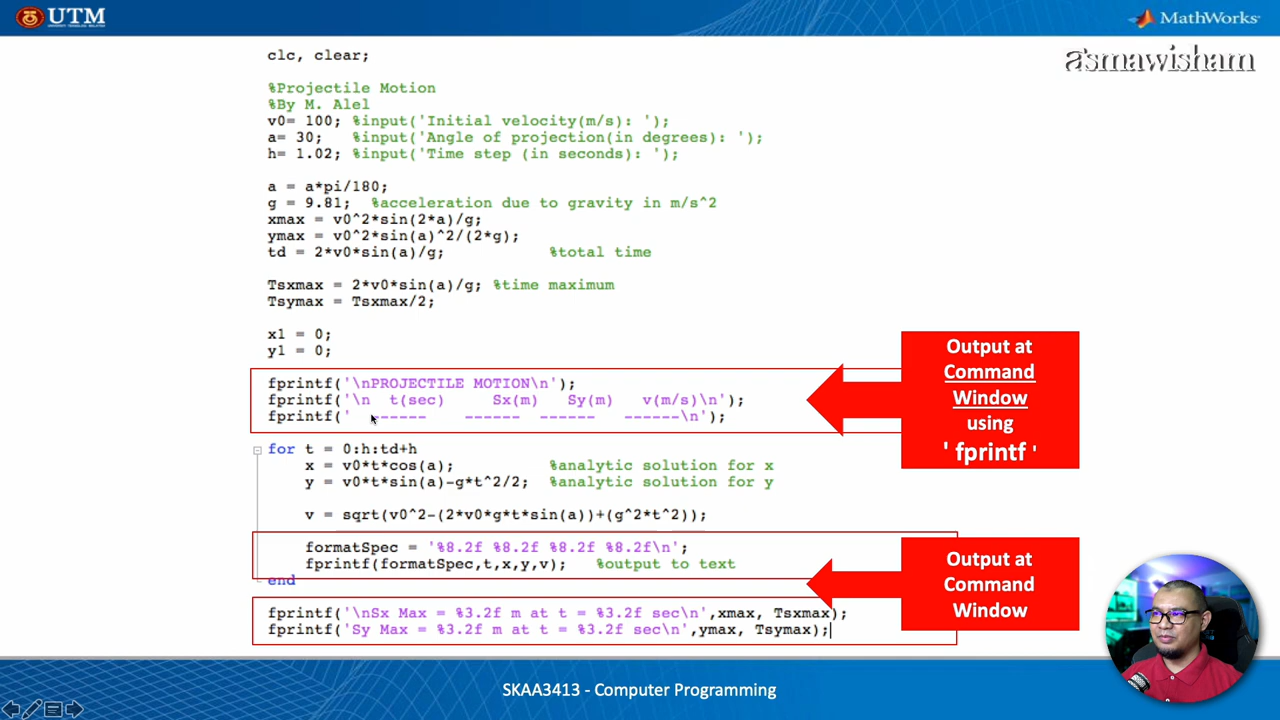 UTM
UNIVERSITI TEKNOLOGI MALAYSIA
MathWorks
asmawisham
clc, clear;
%Projectile Motion
%By M. Alel
v0= 100; %input('Initial velocity(m/s): ');
a= 30;   %input('Angle of projection(in degrees): ');
h= 1.02; %input('Time step (in seconds): ');
a = a*pi/180;
g = 9.81;  %acceleration due to gravity in m/s^2
xmax = v0^2*sin(2*a)/g;
ymax = v0^2*sin(a)^2/(2*g);
td = 2*v0*sin(a)/g;           %total time
Tsxmax = 2*v0*sin(a)/g; %time maximum
Tsymax = Tsxmax/2;
x1 = 0;
y1 = 0;
fprintf('\nPROJECTILE MOTION\n');
fprintf('\n  t(sec)     Sx(m)   Sy(m)   v(m/s)\n');
fprintf('  ------    ------  ------   ------\n');
Output at
Command
Window
using
' fprintf '
for t = 0:h:td+h
x = v0*t*cos(a);          %analytic solution for x
y = v0*t*sin(a)-g*t^2/2;  %analytic solution for y
v = sqrt(v0^2-(2*v0*g*t*sin(a))+(g^2*t^2));
formatSpec = '%8.2f %8.2f %8.2f %8.2f\n';
fprintf(formatSpec,t,x,y,v);   %output to text
end
fprintf('\nSx Max = %3.2f m at t = %3.2f sec\n',xmax, Tsxmax);
fprintf('Sy Max = %3.2f m at t = %3.2f sec\n',ymax, Tsymax);
Output at
Command
Window
SKAA3413 - Computer Programming